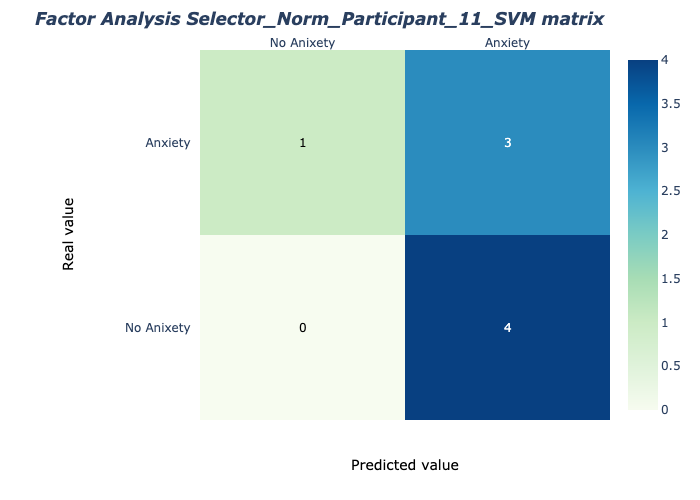 Factor Analysis Selector_Norm_Participant_11_SVM matrix
No Anixety
Anxiety
Anxiety
1
3
No Anixety
0
4
Real value
Predicted value
4
3.5
3
2.5
2
1.5
1
0.5
0